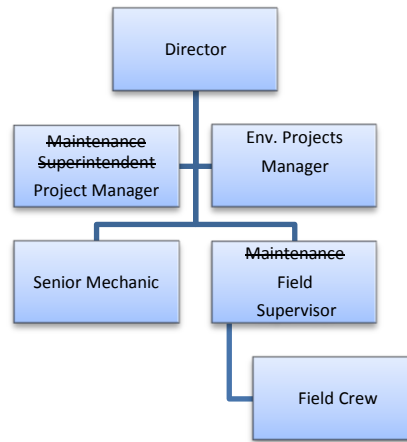 Director
Maintenance
Superintendent
Project Manager
Env. Projects
Manager
Senior Mechanic
Maintenance
Field
Supervisor
Field Crew